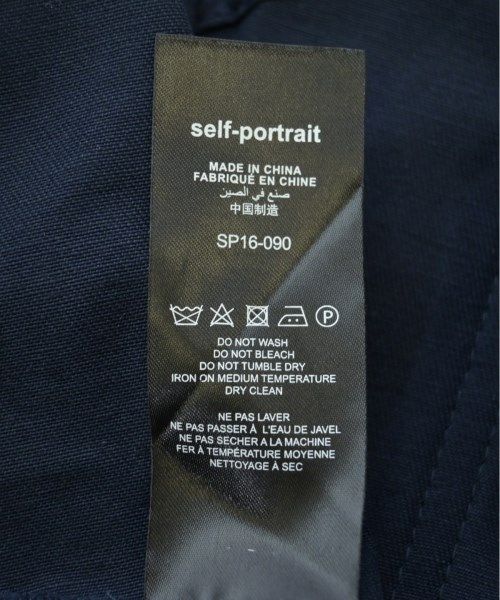 self-portrait
MADE IN CHINA
FABRIQUÉ EN CHINE
صنع في الصين
中国制造
SP16-090
P
DO NOT WASH
DO NOT BLEACH
DO NOT TUMBLE DRY
IRON ON MEDIUM TEMPERATURE
DRY CLEAN
NE PAS LAVER
NE PAS PASSER À L'EAU DE JAVEL
NE PAS SECHER A LA MACHINE
FER À TEMPÉRATURE MOYENNE
NETTOYAGE À SEC